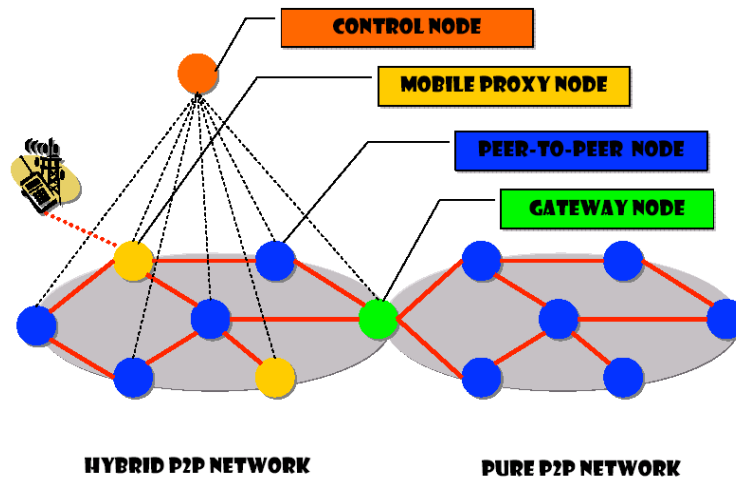 CONTROL NODE
MOBILE PROXY NODE
PEER-TO-PEER NODE
GATEWAY NODE
HYBRID P2P NETWORK
PURE P2P NETWORK